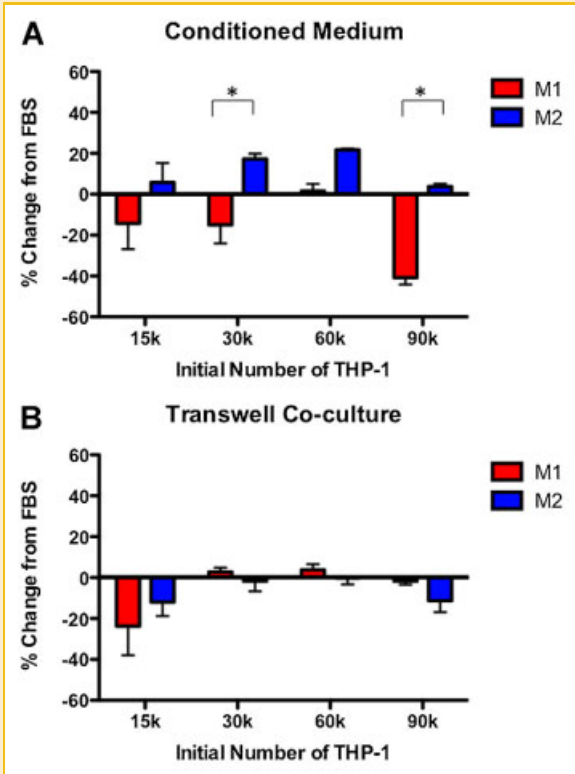 A
Conditioned Medium
% Change from FBS
60
40
20
0
-20
-40
-60
* *
M1
M2
15k 30k 60k 90k
Initial Number of THP-1
B
Transwell Co-culture
% Change from FBS
60
40
20
0
-20
-40
-60
M1
M2
15k 30k 60k 90k
Initial Number of THP-1